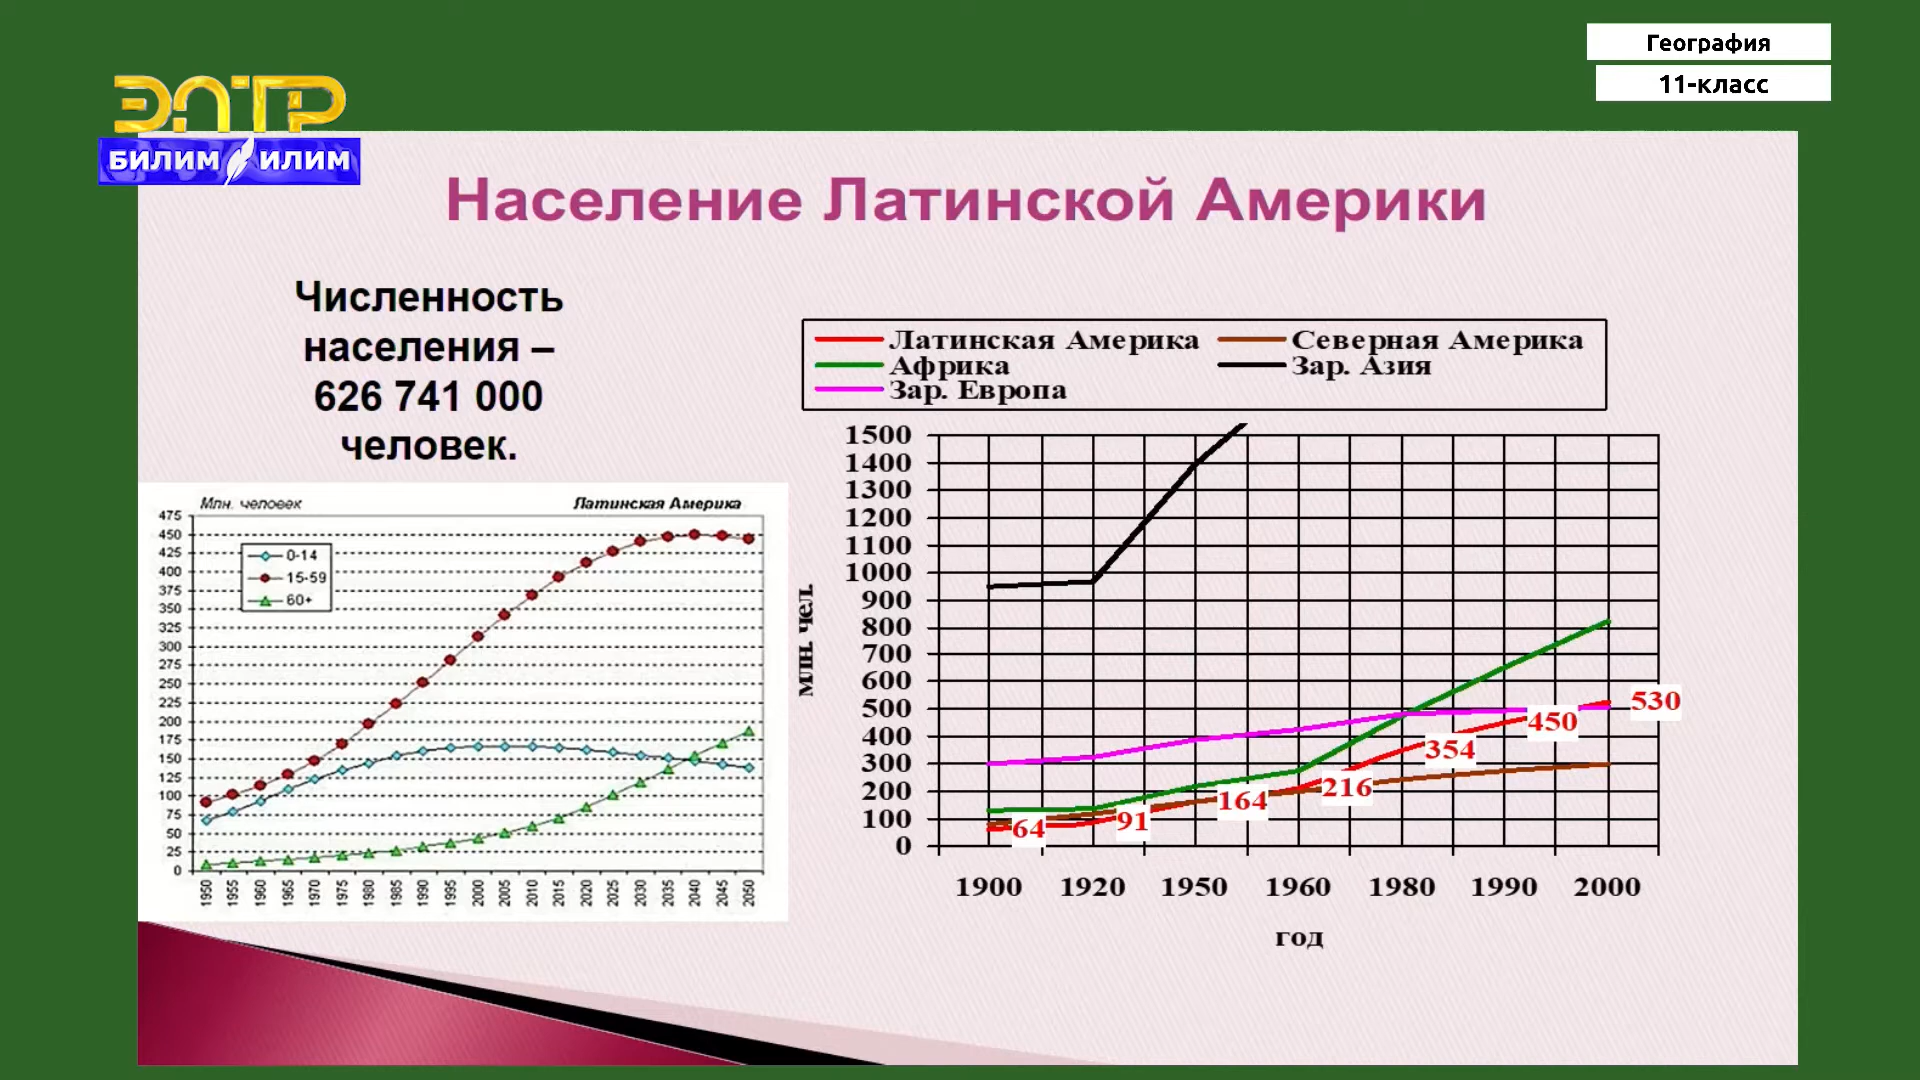 География
11-класс
ЭЛТР
БИЛИМ ИЛИМ
Население Латинской Америки
Численность
населения –
626 741 000
человек.
Млн. человек
Латинская Америка
475
450
425
400
375
350
325
300
275
250
225
200
175
150
125
100
75
50
25
0
0-14
15-59
60+
1950 1955 1960 1965 1970 1975 1980 1985 1990 1995 2000 2005 2010 2015 2020 2025 2030 2035 2040 2045 2050
Латинская Америка
Северная Америка
Африка
Зар. Азия
Зар. Европа
млн. чел.
1500
1400
1300
1200
1100
1000
900
800
700
600
500
400
300
200
100
0
64
91
164
216
354
450
530
1900 1920 1950 1960 1980 1990 2000
год